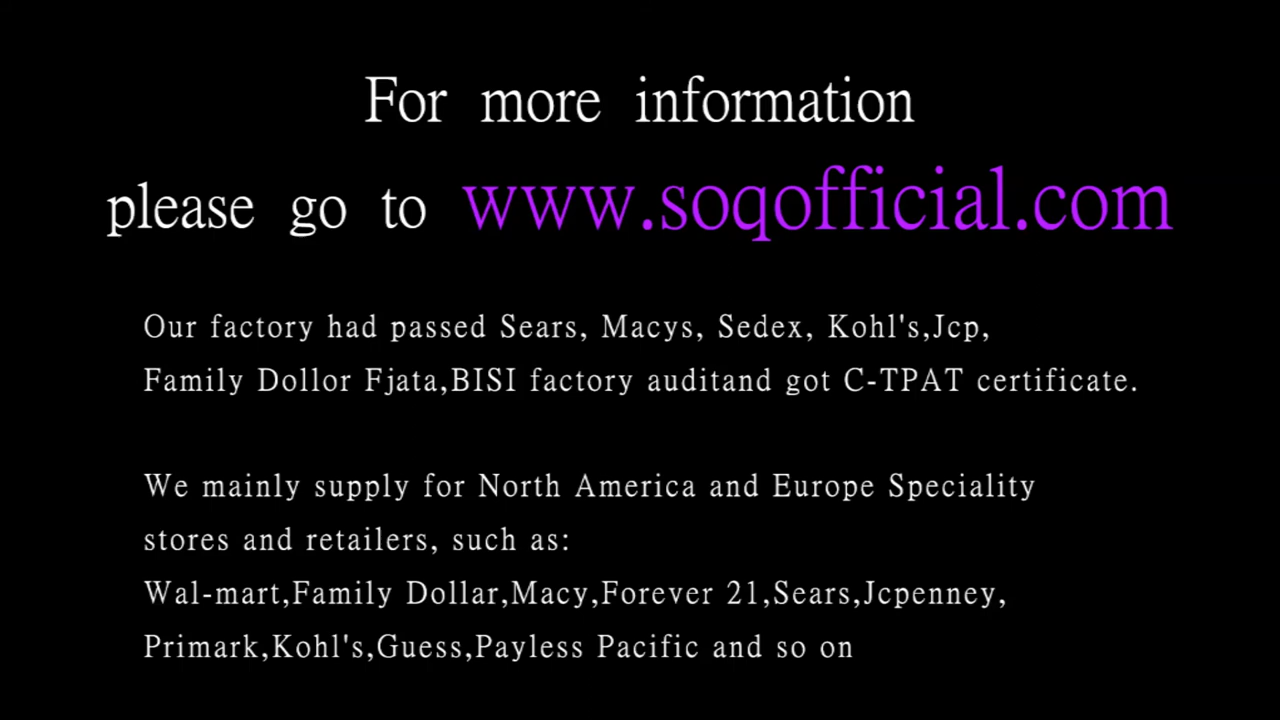 For more information
please go to www.soqofficial.com
Our factory had passed Sears, Macys, Sedex, Kohl's,Jcp,
Family Dollor Fjata,BISI factory auditand got C-TPAT certificate.
We mainly supply for North America and Europe Speciality
stores and retailers, such as:
Wal-mart,Family Dollar,Macy,Forever 21,Sears,Jcpenney,
Primark,Kohl's,Guess,Payless Pacific and so on